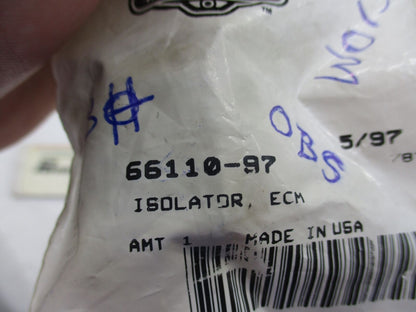 OBS
5/97
66110-97
ISOLATOR, ECM
AMT 1 MADE IN USA